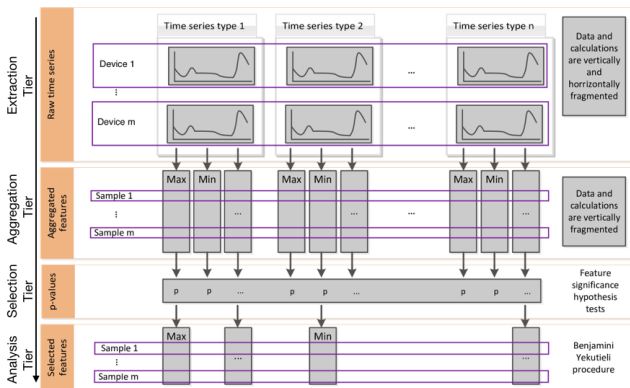 Time series type 1
Time series type 2
Time series type n
Extraction
Tier
Raw time series
Device 1
...
⋮
Device m
...
Data and
calculations
are vertically
and
horrizontally
fragmented
Aggregation
Tier
Aggregated
features
Max Min
Max Min
Max Min
Sample 1
⋮ ... ... ... ...
Sample m
Data and
calculations
are vertically
fragmented
Selection
Tier
p-values
p p ... p p ... p p ...
Feature
significance
hypothesis
tests
Analysis
Tier
Selected
features
Max
Min
Sample 1
⋮ ... ...
Sample m
Benjamini
Yekutieli
procedure